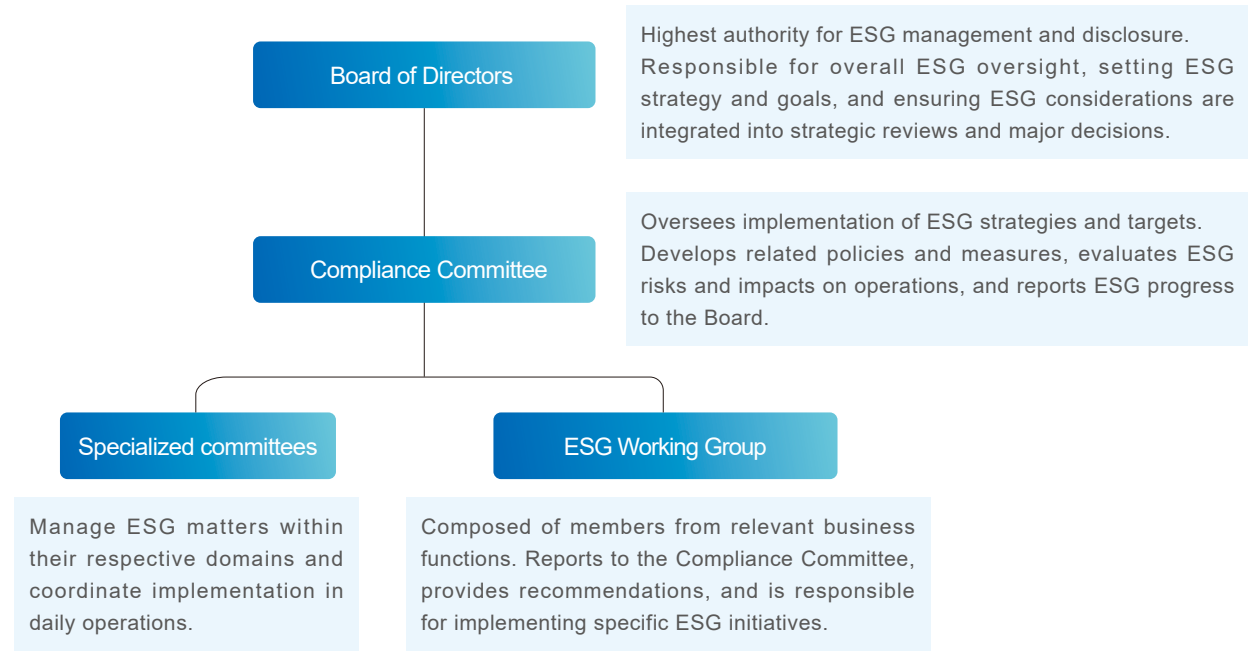 Board of Directors
Highest authority for ESG management and disclosure.
Responsible for overall ESG oversight, setting ESG
strategy and goals, and ensuring ESG considerations are
integrated into strategic reviews and major decisions.
Compliance Committee
Oversees implementation of ESG strategies and targets.
Develops related policies and measures, evaluates ESG
risks and impacts on operations, and reports ESG progress
to the Board.
Specialized committees
Manage ESG matters within
their respective domains and
coordinate implementation in
daily operations.
ESG Working Group
Composed of members from relevant business
functions. Reports to the Compliance Committee,
provides recommendations, and is responsible
for implementing specific ESG initiatives.